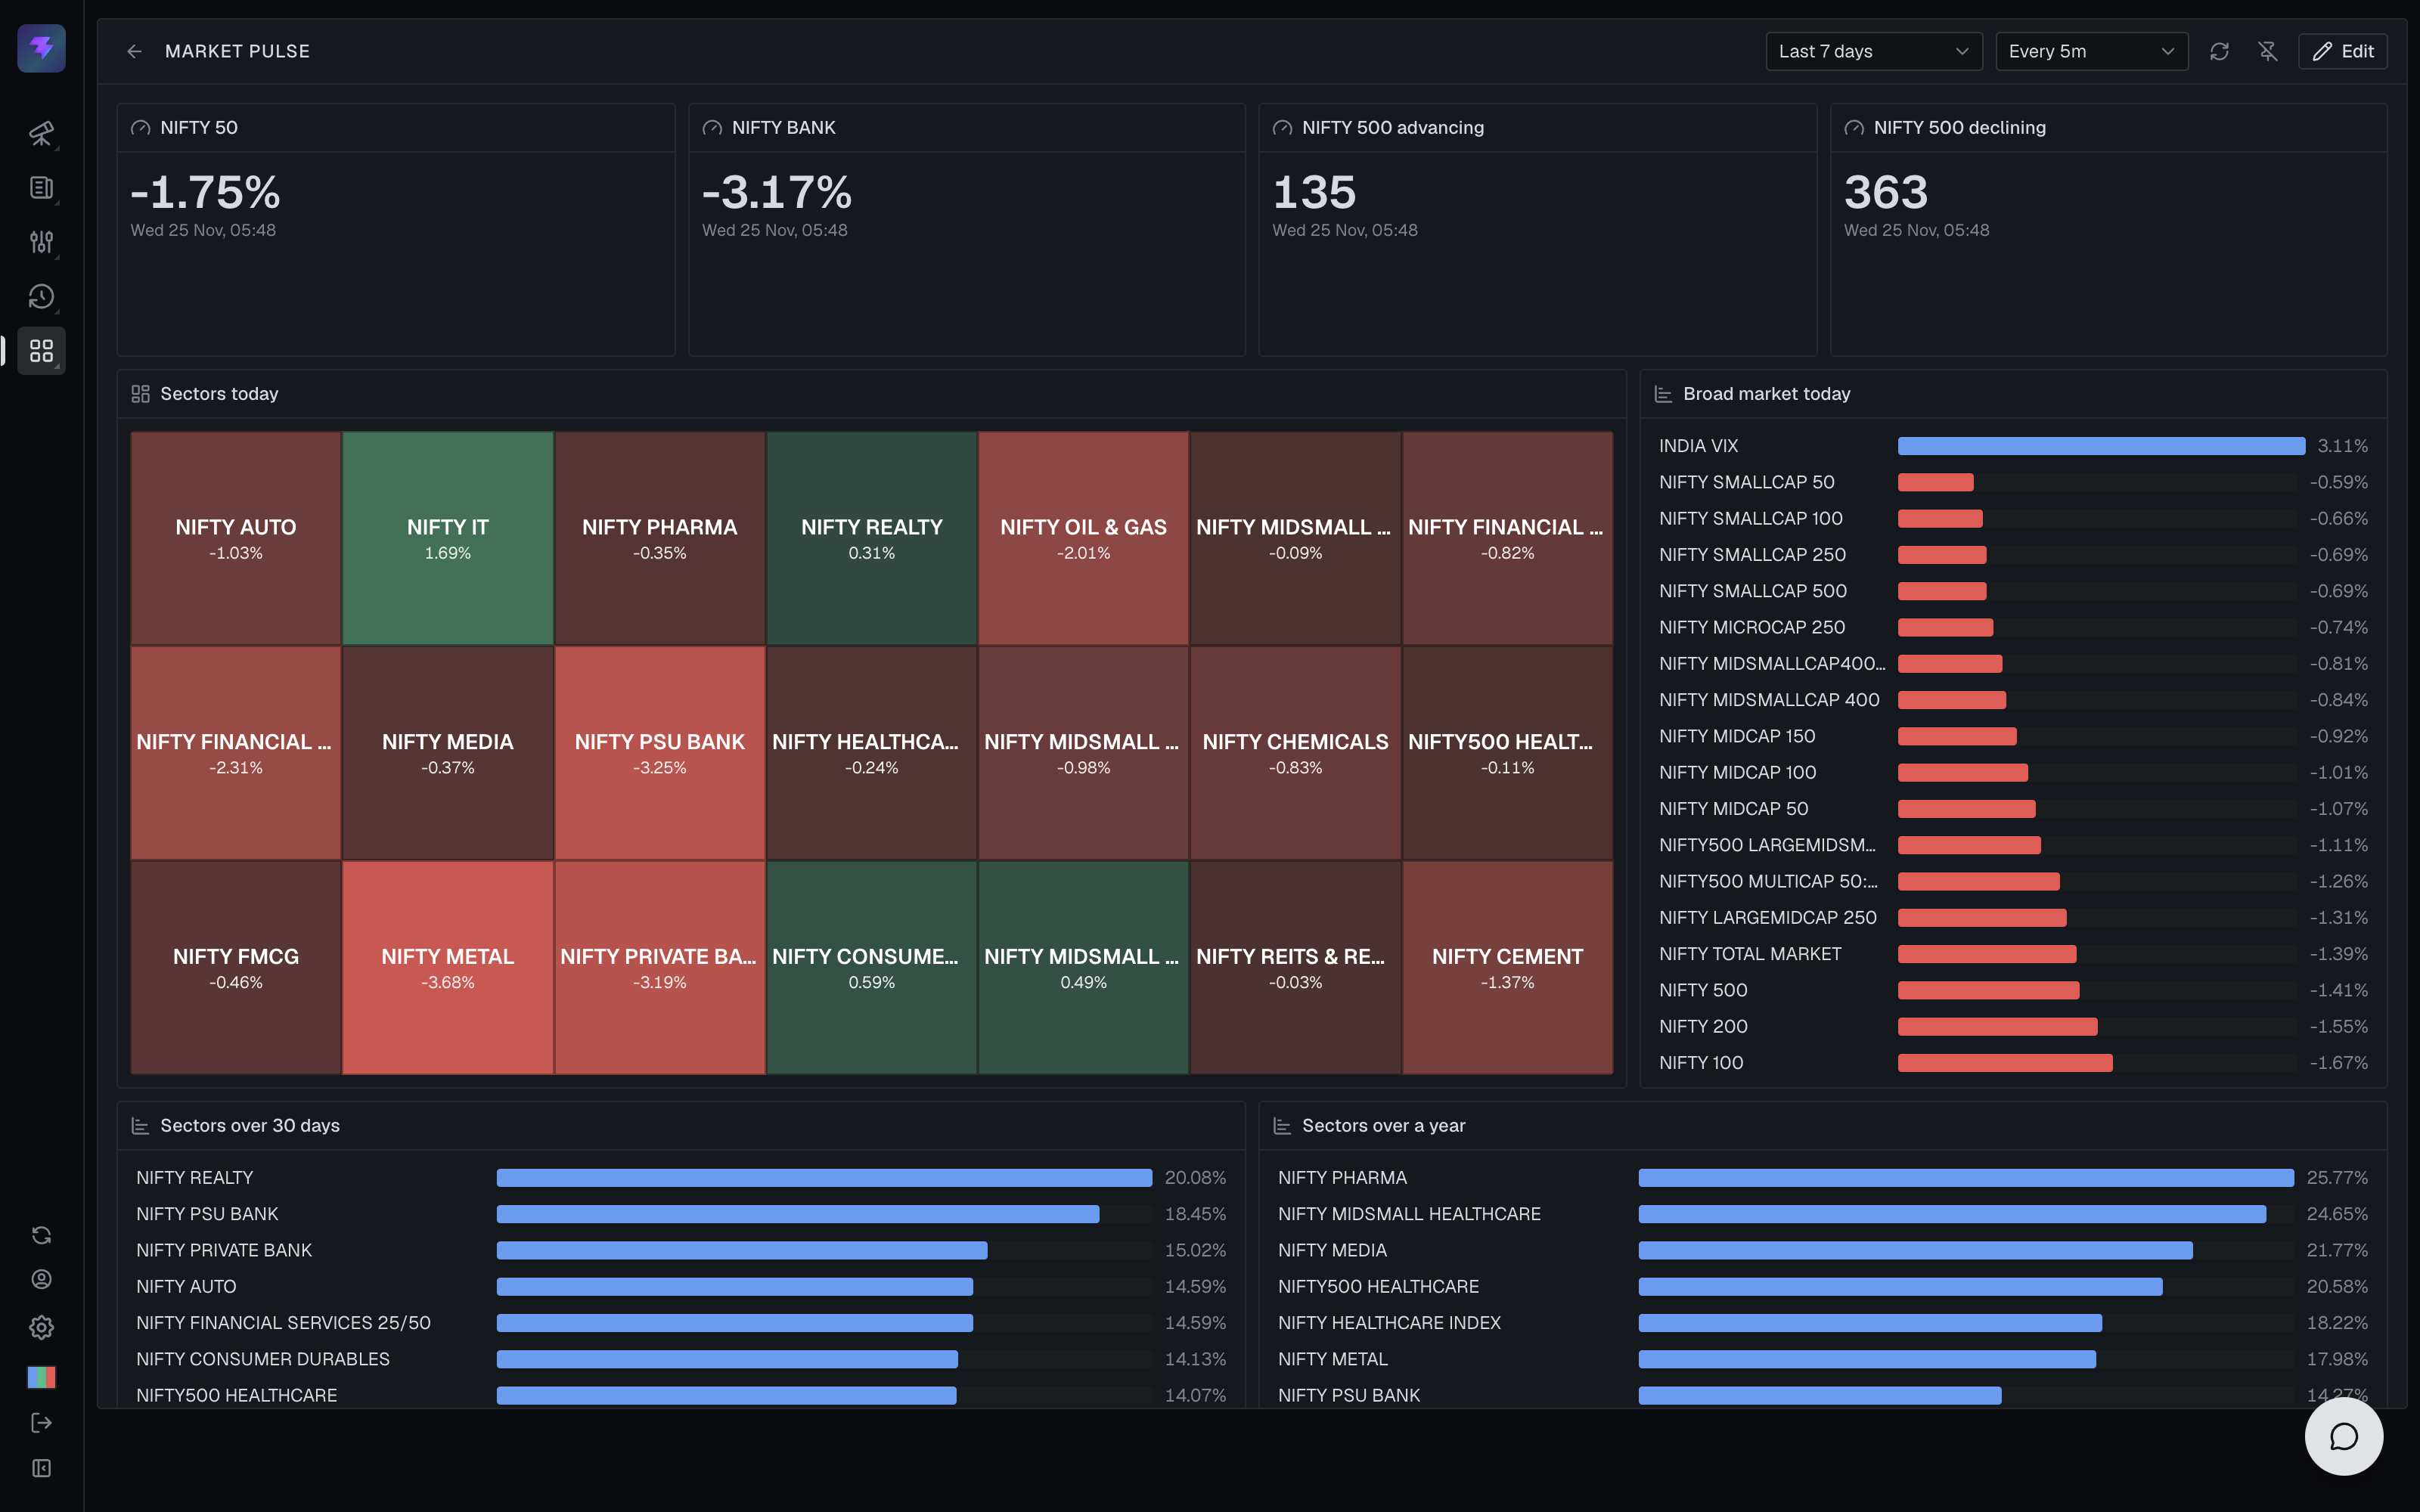 MARKET PULSE
Last 7 days
Every 5m
Edit
NIFTY 50
-1.75%
Wed 25 Nov, 05:48
NIFTY BANK
-3.17%
Wed 25 Nov, 05:48
NIFTY 500 advancing
135
Wed 25 Nov, 05:48
NIFTY 500 declining
363
Wed 25 Nov, 05:48
Sectors today
NIFTY AUTO
-1.03%
NIFTY IT
1.69%
NIFTY PHARMA
-0.35%
NIFTY REALTY
0.31%
NIFTY OIL & GAS
-2.01%
NIFTY MIDSMALL ...
-0.09%
NIFTY FINANCIAL ...
-0.82%
NIFTY FINANCIAL ...
-2.31%
NIFTY MEDIA
-0.37%
NIFTY PSU BANK
-3.25%
NIFTY HEALTHCA...
-0.24%
NIFTY MIDSMALL ...
-0.98%
NIFTY CHEMICALS
-0.83%
NIFTY500 HEALT...
-0.11%
NIFTY FMCG
-0.46%
NIFTY METAL
-3.68%
NIFTY PRIVATE BA...
-3.19%
NIFTY CONSUME...
0.59%
NIFTY MIDSMALL ...
0.49%
NIFTY REITS & RE...
-0.03%
NIFTY CEMENT
-1.37%
Broad market today
INDIA VIX 3.11%
NIFTY SMALLCAP 50 -0.59%
NIFTY SMALLCAP 100 -0.66%
NIFTY SMALLCAP 250 -0.69%
NIFTY SMALLCAP 500 -0.69%
NIFTY MICROCAP 250 -0.74%
NIFTY MIDSMALLCAP400... -0.81%
NIFTY MIDSMALLCAP 400 -0.84%
NIFTY MIDCAP 150 -0.92%
NIFTY MIDCAP 100 -1.01%
NIFTY MIDCAP 50 -1.07%
NIFTY500 LARGEMIDSM... -1.11%
NIFTY500 MULTICAP 50:... -1.26%
NIFTY LARGEMIDCAP 250 -1.31%
NIFTY TOTAL MARKET -1.39%
NIFTY 500 -1.41%
NIFTY 200 -1.55%
NIFTY 100 -1.67%
Sectors over 30 days
NIFTY REALTY 20.08%
NIFTY PSU BANK 18.45%
NIFTY PRIVATE BANK 15.02%
NIFTY AUTO 14.59%
NIFTY FINANCIAL SERVICES 25/50 14.59%
NIFTY CONSUMER DURABLES 14.13%
NIFTY500 HEALTHCARE 14.07%
Sectors over a year
NIFTY PHARMA 25.77%
NIFTY MIDSMALL HEALTHCARE 24.65%
NIFTY MEDIA 21.77%
NIFTY500 HEALTHCARE 20.58%
NIFTY HEALTHCARE INDEX 18.22%
NIFTY METAL 17.98%
NIFTY PSU BANK 14.27%